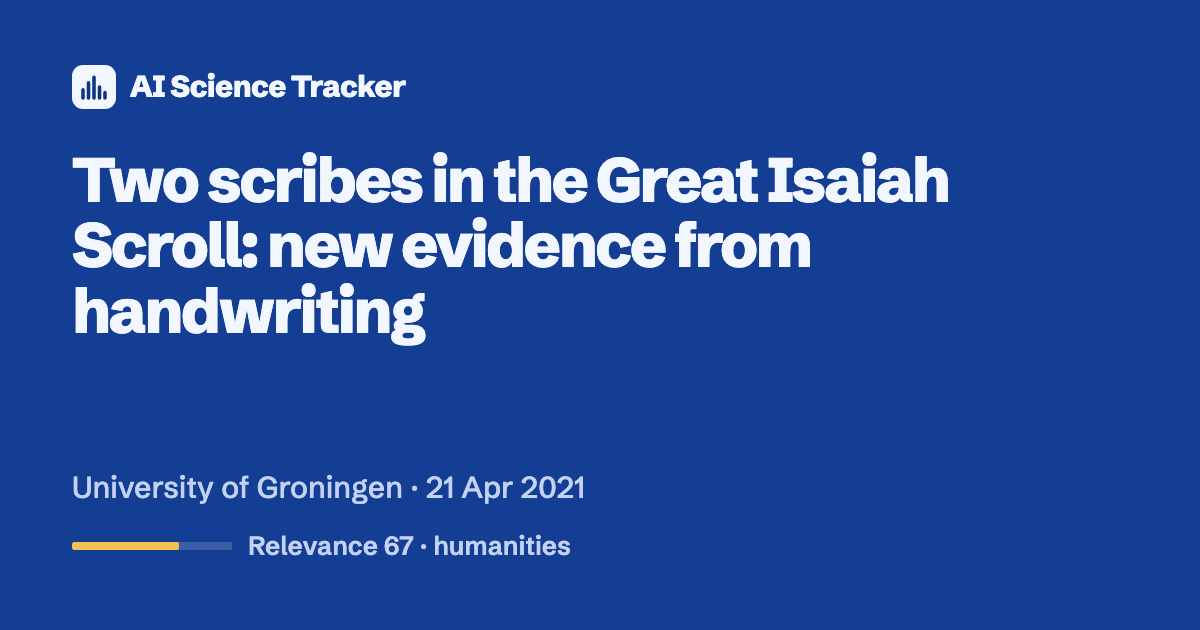 AI Science Tracker
Two scribes in the Great Isaiah
Scroll: new evidence from
handwriting
University of Groningen · 21 Apr 2021
Relevance 67 · humanities